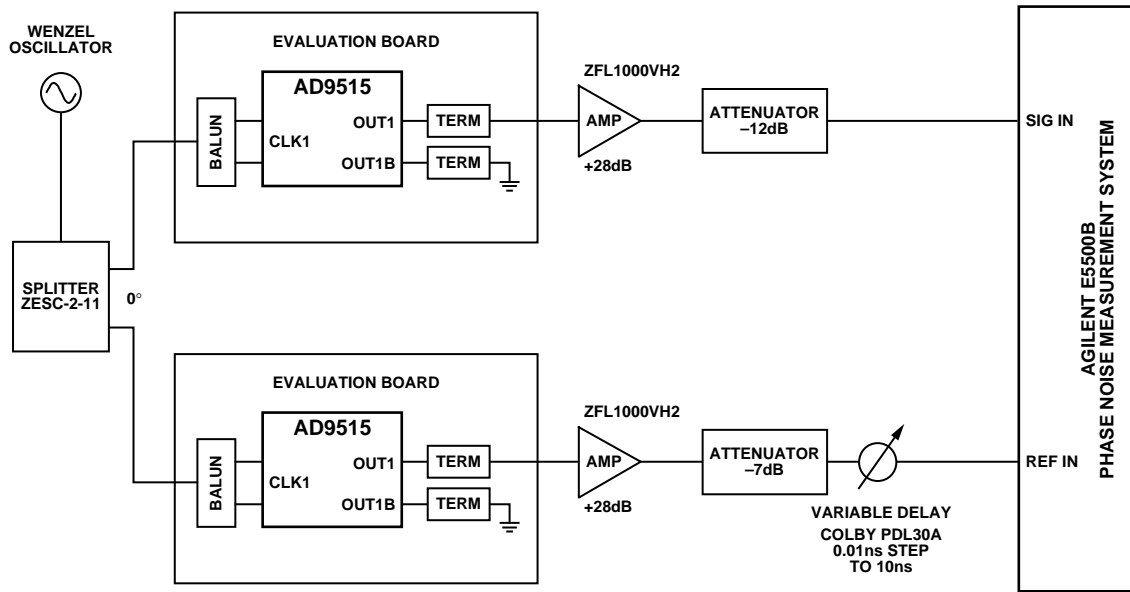 WENZEL
OSCILLATOR
SPLITTER
ZESC-2-11
0°
EVALUATION BOARD
BALUN
AD9515
CLK1
OUT1
OUT1B
TERM
TERM
ZFL1000VH2
AMP
+28dB
ATTENUATOR
–12dB
SIG IN
EVALUATION BOARD
BALUN
AD9515
CLK1
OUT1
OUT1B
TERM
TERM
ZFL1000VH2
AMP
+28dB
ATTENUATOR
–7dB
VARIABLE DELAY
COLBY PDL30A
0.01ns STEP
TO 10ns
REF IN
AGILENT E5500B
PHASE NOISE MEASUREMENT SYSTEM